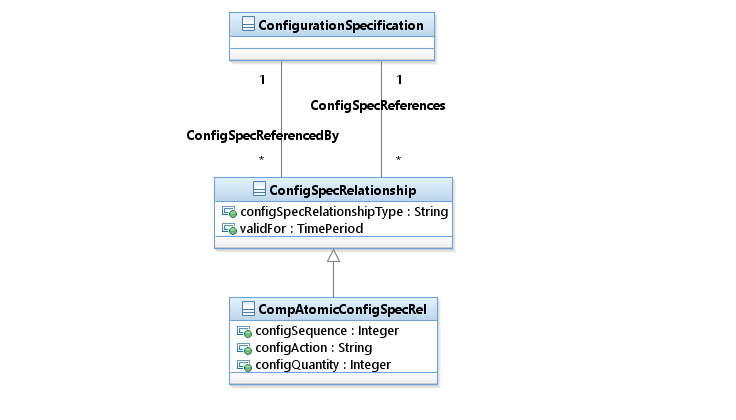 ConfigurationSpecification
1
1
ConfigSpecReferences
ConfigSpecReferencedBy
*
*
ConfigSpecRelationship
configSpecRelationshipType : String
validFor : TimePeriod
CompAtomicConfigSpecRel
configSequence : Integer
configAction : String
configQuantity : Integer